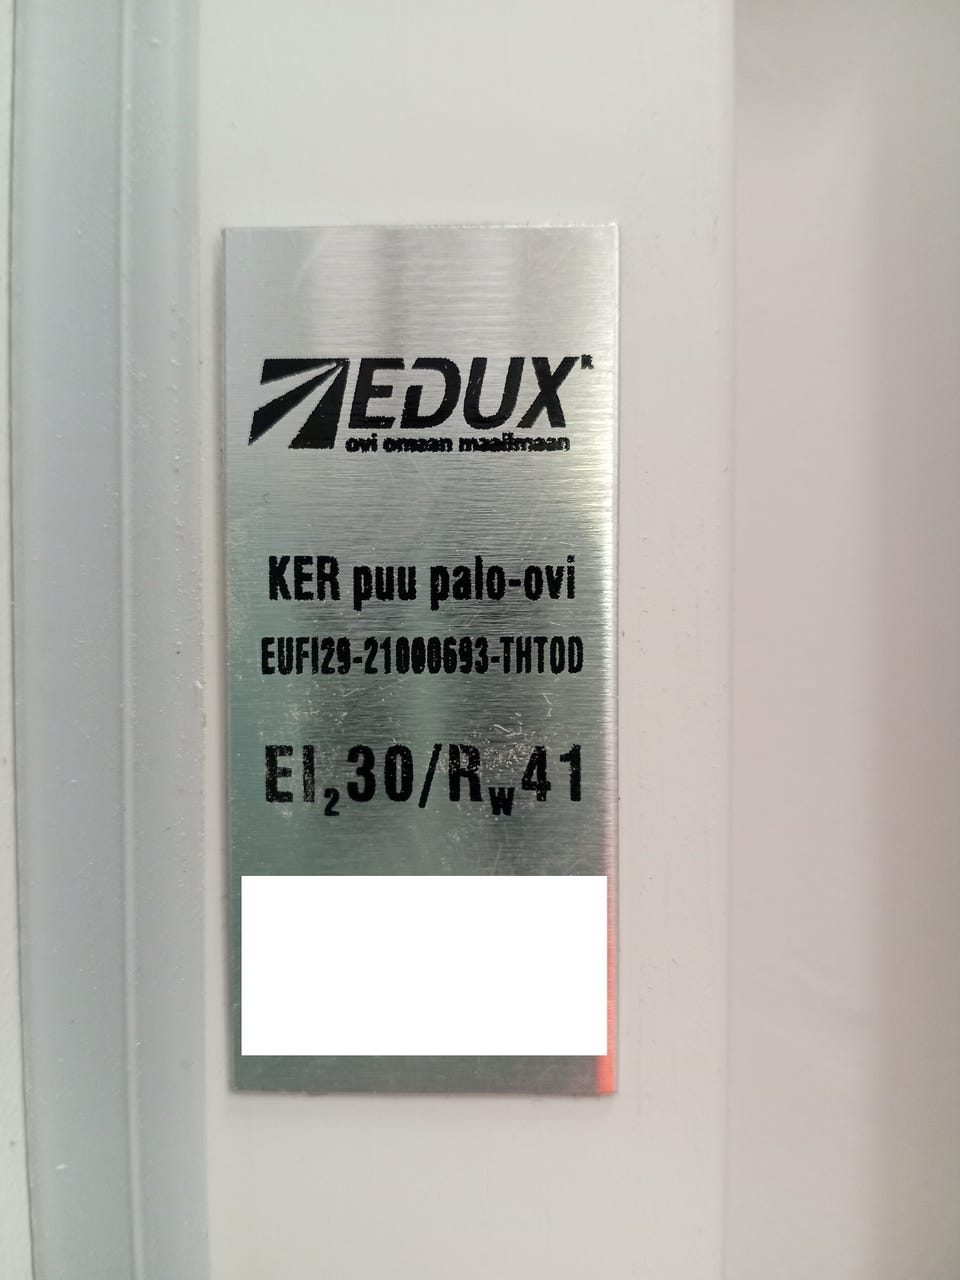 EDUX
ovi omaan maailmaan
KER puu palo-ovi
EUFI29-21000693-THTOD
EI₂30/Rw41